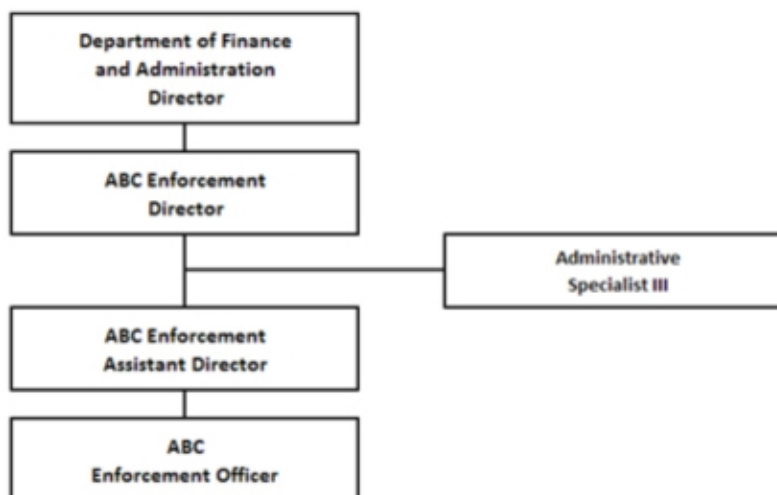 Department of Finance
and Administration
Director
ABC Enforcement
Director
Administrative
Specialist III
ABC Enforcement
Assistant Director
ABC
Enforcement Officer